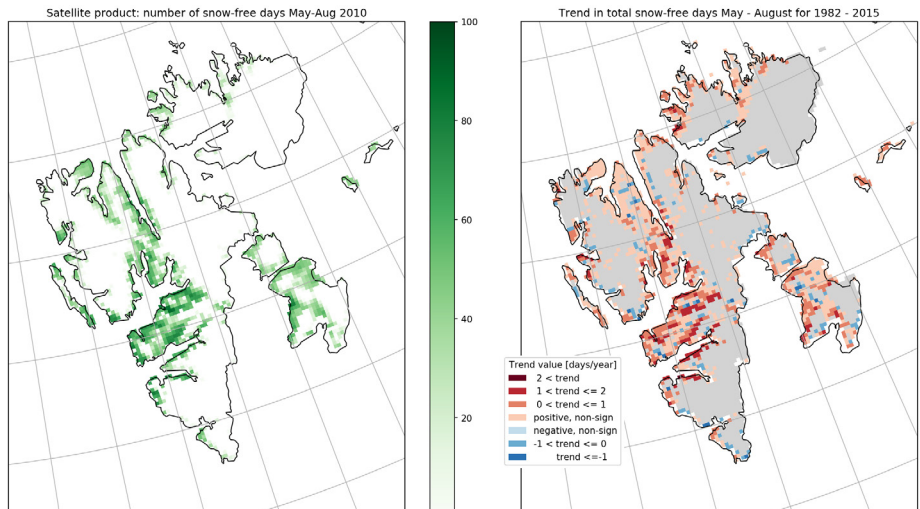 Satellite product: number of snow-free days May-Aug 2010
100
80
60
40
20
Trend in total snow-free days May - August for 1982 - 2015
Trend value [days/year]
2 < trend
1 < trend <= 2
0 < trend <= 1
positive, non-sign
negative, non-sign
-1 < trend <= 0
trend <=-1